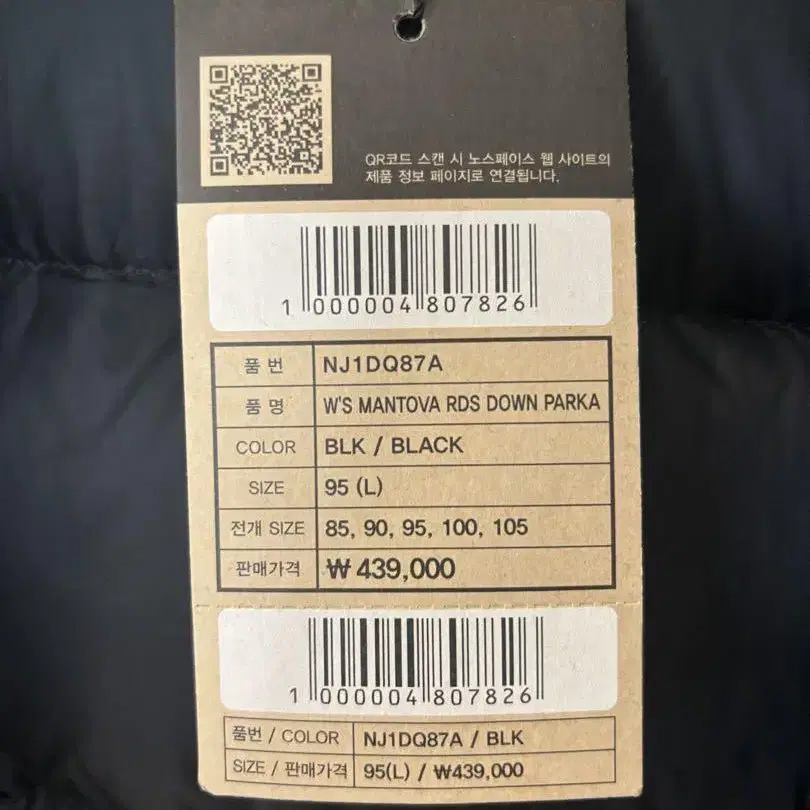 QR코드 스캔 시 노스페이스 웹 사이트의
제품 정보 페이지로 연결됩니다.
1 000004 807826
품 번 NJ1DQ87A
품 명 W'S MANTOVA RDS DOWN PARKA
COLOR BLK / BLACK
SIZE 95 (L)
전개 SIZE 85, 90, 95, 100, 105
판매가격 ₩ 439,000
1 000004 807826
품번 / COLOR NJ1DQ87A / BLK
SIZE / 판매가격 95(L) / ₩439,000